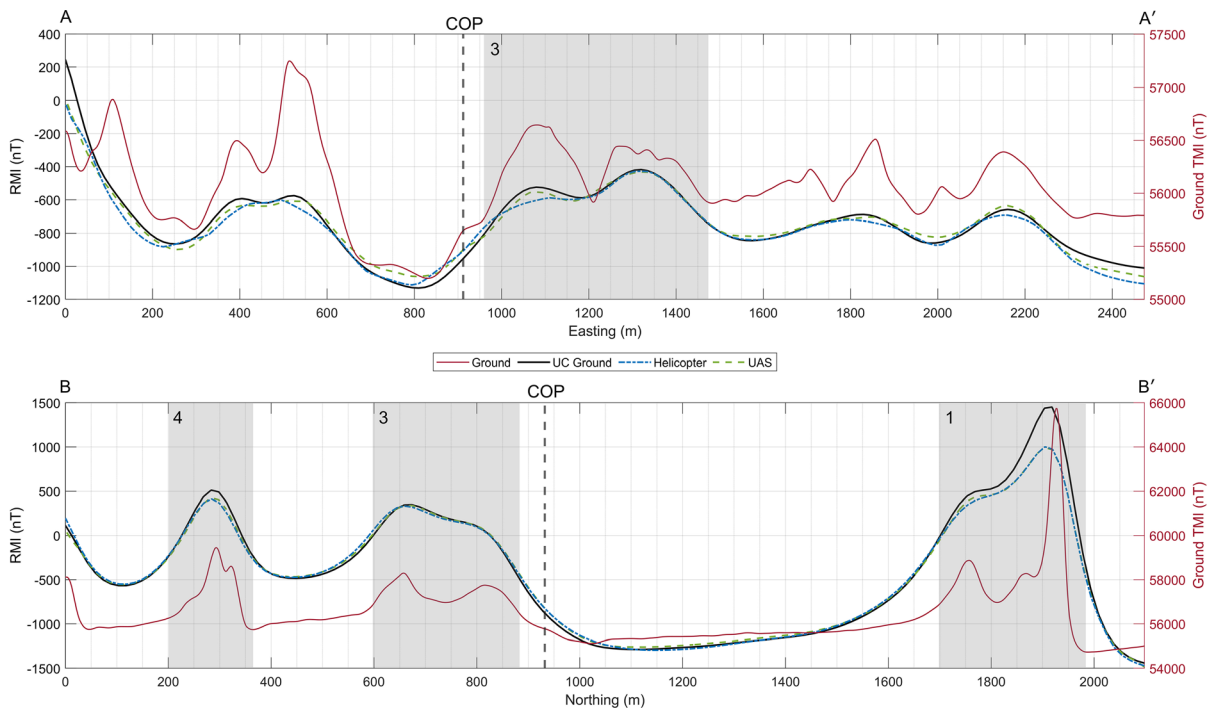 A COP A′
400 57500
3
200 57000
0
-200 56500
-400
RMI (nT) 56000 Ground TMI (nT)
-600
-800 55500
-1000
-1200 55000
0 200 400 600 800 1000 1200 1400 1600 1800 2000 2200 2400
Easting (m)
Ground UC Ground Helicopter UAS
B COP B′
1500 66000
4 3 1
1000 64000
500 62000
RMI (nT) 0 60000 Ground TMI (nT)
-500 58000
-1000 56000
-1500 54000
0 200 400 600 800 1000 1200 1400 1600 1800 2000
Northing (m)